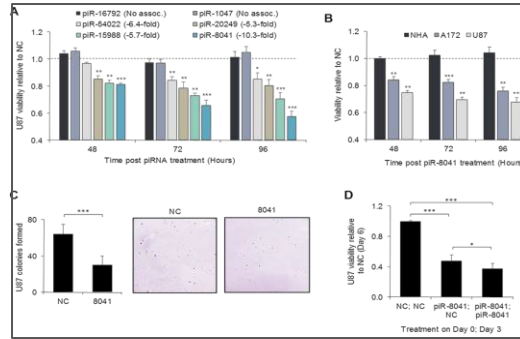 A
piR-16792 (No assoc.) piR-1047 (No assoc.)
piR-54022 (-6.4-fold) piR-20249 (-5.3-fold)
piR-15988 (-5.7-fold) piR-8041 (-10.3-fold)
U87 viability relative to NC
1.2
1.0
0.8
0.6
0.4
** ** ***
** ** ** ***
* ** *** ***
48 72 96
Time post piRNA treatment (Hours)
B
NHA A172 U87
Viability relative to NC
1.2
1.0
0.8
0.6
0.4
** **
*** **
** ***
48 72 96
Time post piR-8041 treatment (Hours)
C
U87 colonies formed
80
40
0
***
NC 8041
NC 8041
D
U87 viability relative
to NC (Day 6)
1.2
0.8
0.4
0.0
***
***
*
NC; NC piR-8041; NC piR-8041; piR-8041
Treatment on Day 0; Day 3